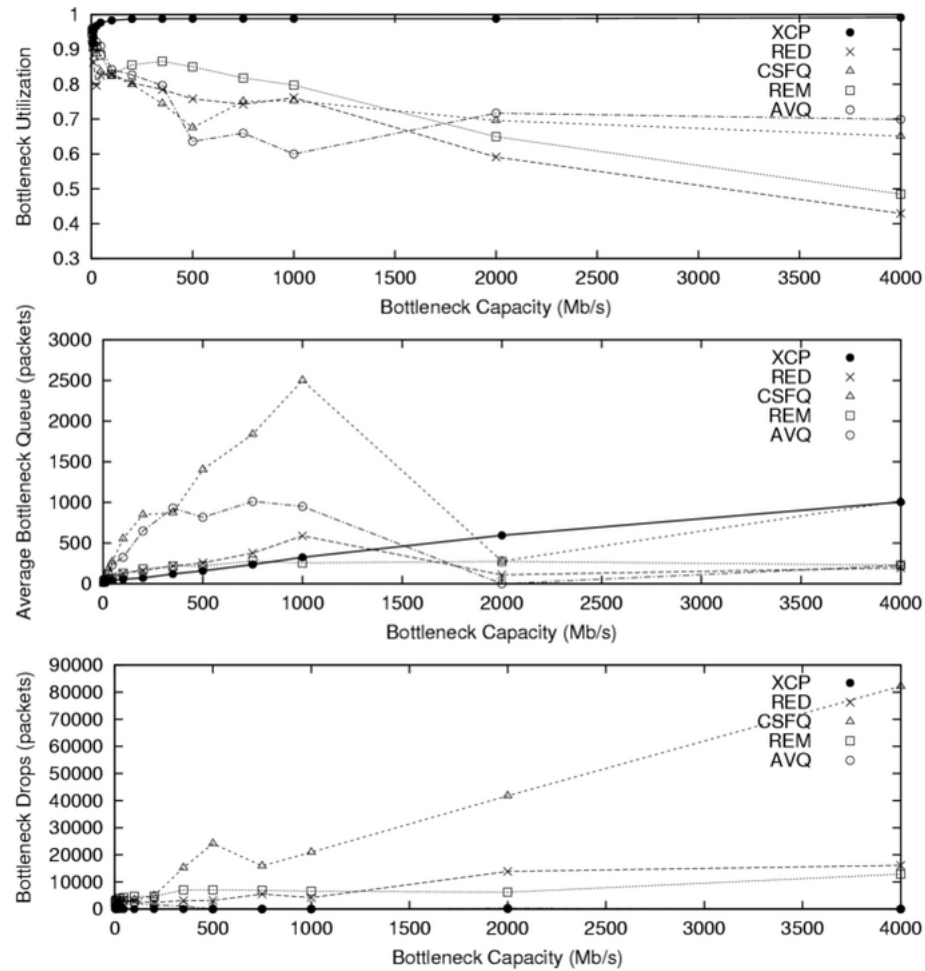 1
0.9
0.8
0.7
0.6
0.5
0.4
0.3
Bottleneck Utilization
XCP
RED
CSFQ
REM
AVQ
0 500 1000 1500 2000 2500 3000 3500 4000
Bottleneck Capacity (Mb/s)
3000
2500
2000
1500
1000
500
0
Average Bottleneck Queue (packets)
XCP
RED
CSFQ
REM
AVQ
0 500 1000 1500 2000 2500 3000 3500 4000
Bottleneck Capacity (Mb/s)
90000
80000
70000
60000
50000
40000
30000
20000
10000
0
Bottleneck Drops (packets)
XCP
RED
CSFQ
REM
AVQ
0 500 1000 1500 2000 2500 3000 3500 4000
Bottleneck Capacity (Mb/s)